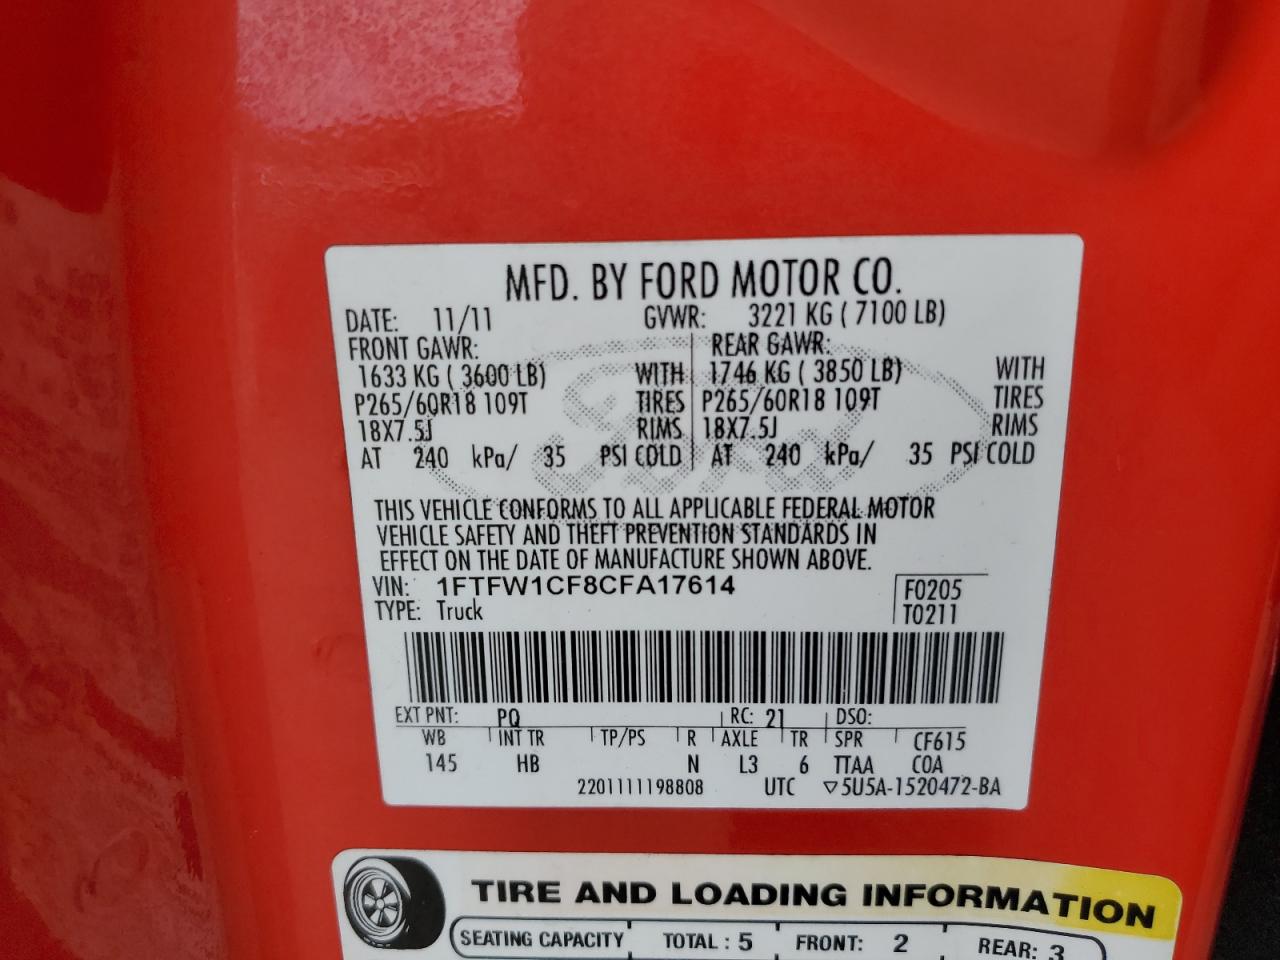 MFD. BY FORD MOTOR CO.
DATE: 11/11 GVWR: 3221 KG ( 7100 LB)
FRONT GAWR: REAR GAWR:
1633 KG ( 3600 LB) WITH 1746 KG ( 3850 LB) WITH
P265/60R18 109T TIRES P265/60R18 109T TIRES
18X7.5J RIMS 18X7.5J RIMS
AT 240 kPa/ 35 PSI COLD AT 240 kPa/ 35 PSI COLD
Ford
THIS VEHICLE CONFORMS TO ALL APPLICABLE FEDERAL MOTOR
VEHICLE SAFETY AND THEFT PREVENTION STANDARDS IN
EFFECT ON THE DATE OF MANUFACTURE SHOWN ABOVE.
VIN: 1FTFW1CF8CFA17614 F0205
TYPE: Truck T0211
EXT PNT: PQ RC: 21 DSO:
WB INT TR TP/PS R AXLE TR SPR CF615
145 HB N L3 6 TTAA COA
2201111198808 UTC ▽5U5A-1520472-BA
TIRE AND LOADING INFORMATION
SEATING CAPACITY TOTAL : 5 FRONT: 2 REAR: 3